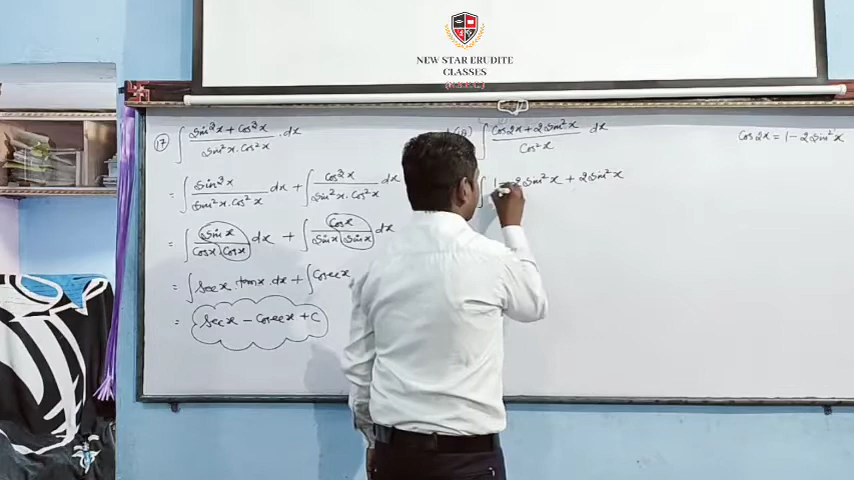 NEW STAR ERUDITE
CLASSES
17) ∫ sin³x + cos³x / sin²x . cos²x . dx
= ∫ sin³x / sin²x . cos²x dx + ∫ cos³x / sin²x . cos²x dx
= ∫ sinx / cosx . cosx dx + ∫ cosx / sinx . sinx dx
= ∫ secx tanx . dx + ∫ cosecx
= secx - cosecx + C
∫ cos2x + 2sin²x / cos²x dx
∫ 1 - 2sin²x + 2sin²x
cos2x = 1 - 2sin²x